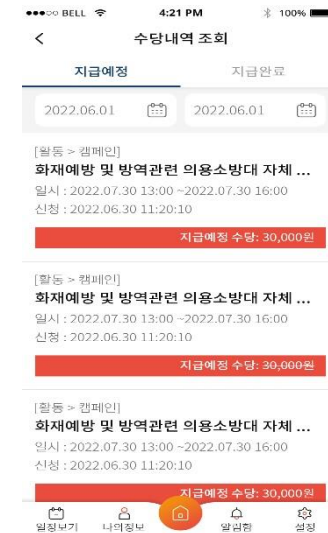 BELL 4:21 PM 100%
수당내역 조회
지급예정 지급완료
2022.06.01 2022.06.01
[활동 > 캠페인]
화재예방 및 방역관련 의용소방대 자체 ...
일시 : 2022.07.30 13:00 ~2022.07.30 16:00
신청 : 2022.06.30 11:20:10
지급예정 수당: 30,000원
[활동 > 캠페인]
화재예방 및 방역관련 의용소방대 자체 ...
일시 : 2022.07.30 13:00 ~2022.07.30 16:00
신청 : 2022.06.30 11:20:10
지급예정 수당: 30,000원
[활동 > 캠페인]
화재예방 및 방역관련 의용소방대 자체 ...
일시 : 2022.07.30 13:00 ~2022.07.30 16:00
신청 : 2022.06.30 11:20:10
지급예정 수당: 30,000원
일정보기 나의정보 알림함 설정